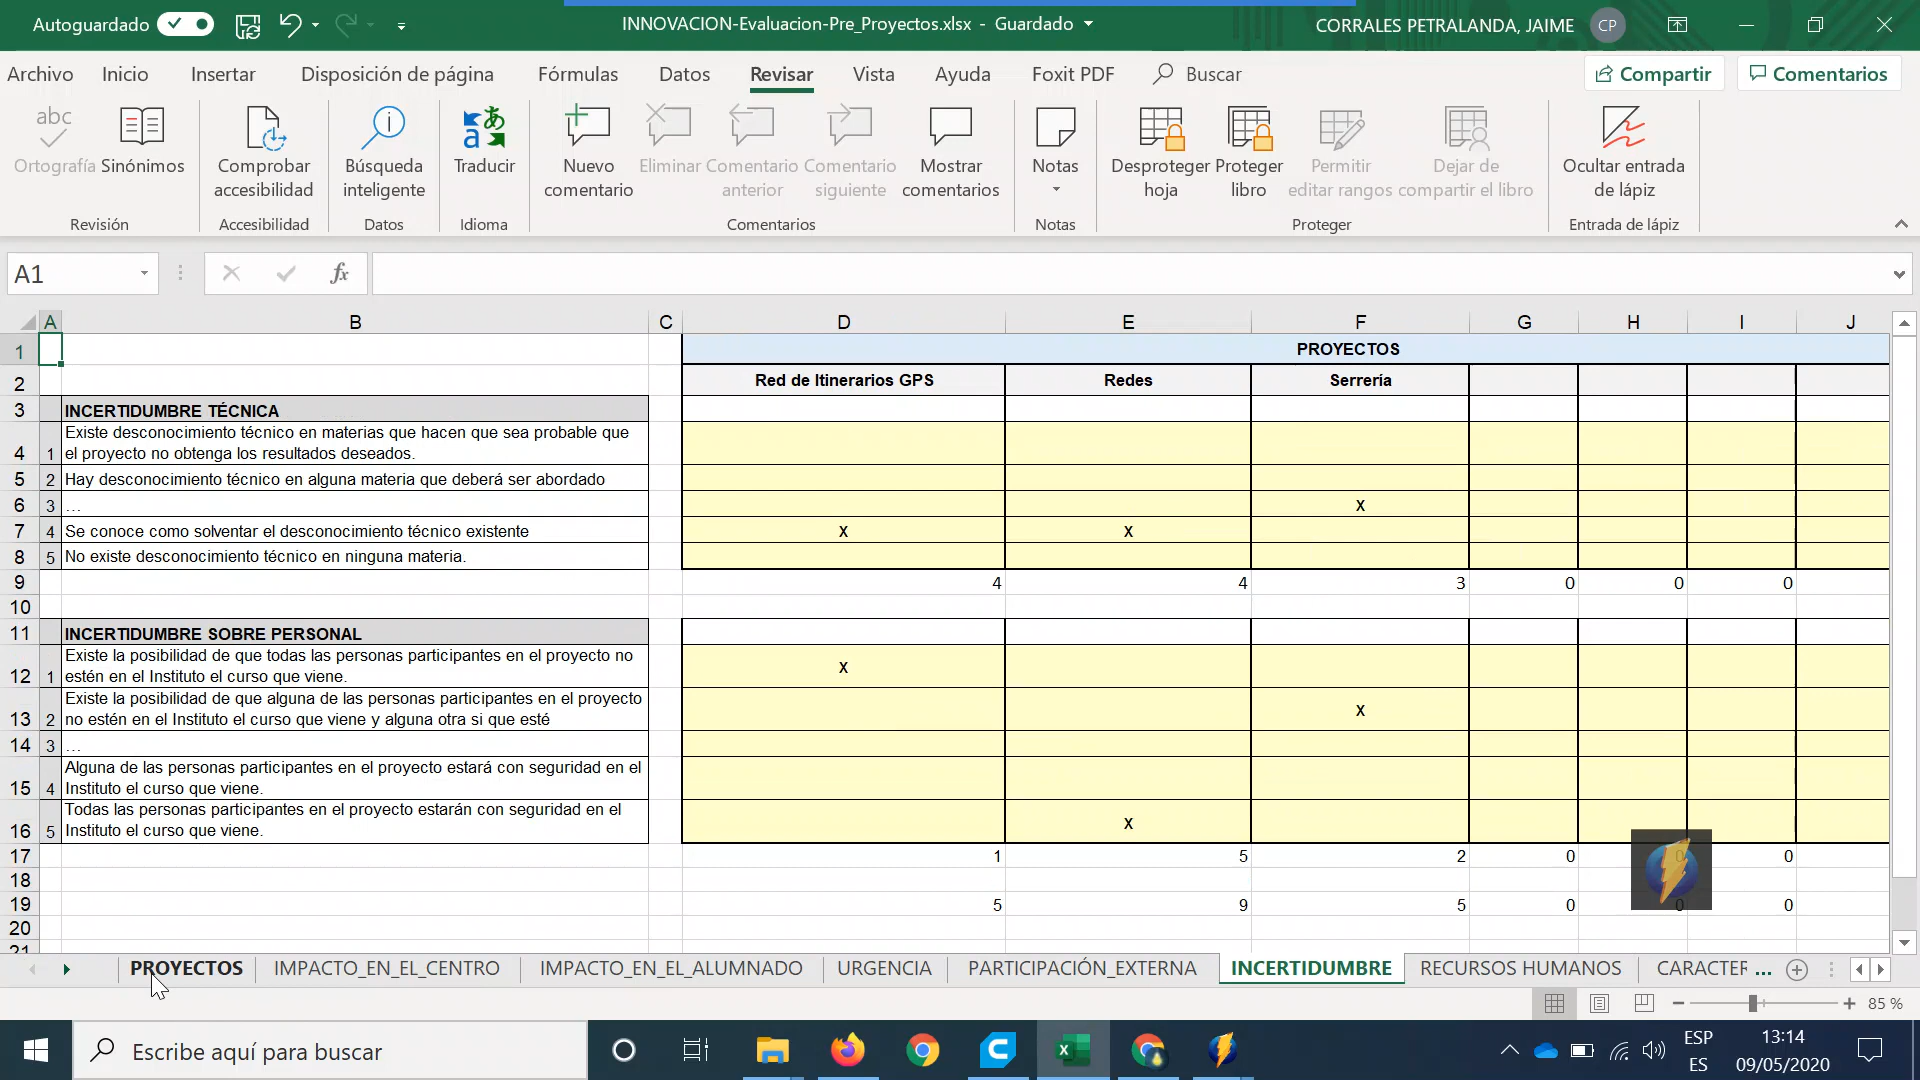 Autoguardado
INNOVACION-Evaluacion-Pre_Proyectos.xlsx - Guardado
CORRALES PETRALANDA, JAIME CP
Archivo Inicio Insertar Disposición de página Fórmulas Datos Revisar Vista Ayuda Foxit PDF Buscar Compartir Comentarios
Ortografía
Sinónimos
Revisión
Comprobar
accesibilidad
Accesibilidad
Búsqueda
inteligente
Datos
Traducir
Idioma
Nuevo
comentario
Eliminar
Comentario
anterior
Comentario
siguiente
Mostrar
comentarios
Comentarios
Notas
Notas
Desproteger
hoja
Proteger
libro
Permitir
editar rangos
Dejar de
compartir el libro
Proteger
Ocultar entrada
de lápiz
Entrada de lápiz
A1 fx
A B C D E F G H I J
1 PROYECTOS
2 Red de Itinerarios GPS Redes Serrería
3 INCERTIDUMBRE TÉCNICA
Existe desconocimiento técnico en materias que hacen que sea probable que
4 1 el proyecto no obtenga los resultados deseados.
5 2 Hay desconocimiento técnico en alguna materia que deberá ser abordado
6 3 … X
7 4 Se conoce como solventar el desconocimiento técnico existente X X
8 5 No existe desconocimiento técnico en ninguna materia.
9 4 4 3 0 0 0
10
11 INCERTIDUMBRE SOBRE PERSONAL
Existe la posibilidad de que todas las personas participantes en el proyecto no
12 1 estén en el Instituto el curso que viene. X
Existe la posibilidad de que alguna de las personas participantes en el proyecto
13 2 no estén en el Instituto el curso que viene y alguna otra si que esté X
14 3 …
Alguna de las personas participantes en el proyecto estará con seguridad en el
15 4 Instituto el curso que viene.
Todas las personas participantes en el proyecto estarán con seguridad en el
16 5 Instituto el curso que viene. X
17 1 5 2 0 0 0
18
19 5 9 5 0 0 0
20
21
PROYECTOS IMPACTO_EN_EL_CENTRO IMPACTO_EN_EL_ALUMNADO URGENCIA PARTICIPACIÓN_EXTERNA INCERTIDUMBRE RECURSOS HUMANOS CARACTER ...
85 %
Escribe aquí para buscar
ESP
ES
13:14
09/05/2020